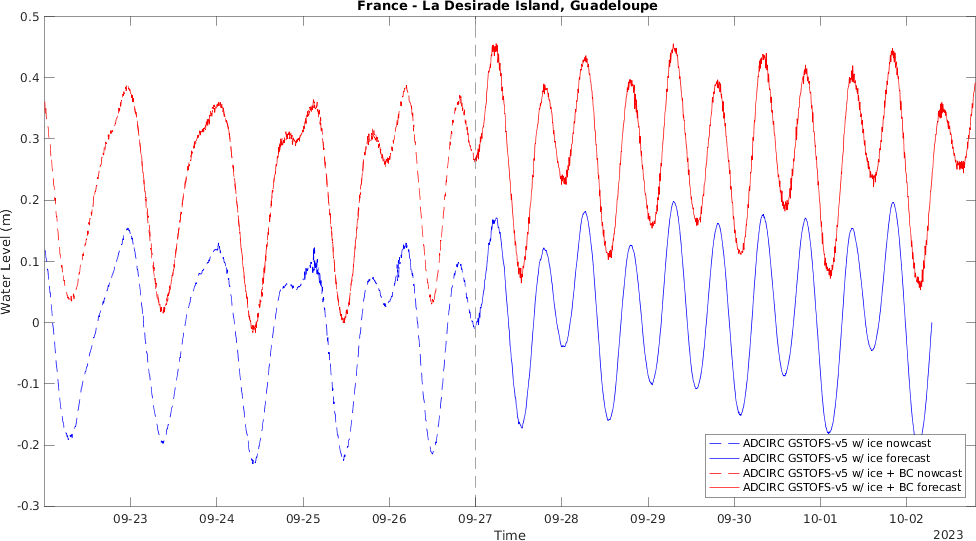 France - La Desirade Island, Guadeloupe
0.5
0.4
0.3
0.2
0.1
0
-0.1
-0.2
-0.3
Water Level (m)
ADCIRC GSTOFS-v5 w/ ice nowcast
ADCIRC GSTOFS-v5 w/ ice forecast
ADCIRC GSTOFS-v5 w/ ice + BC nowcast
ADCIRC GSTOFS-v5 w/ ice + BC forecast
09-23 09-24 09-25 09-26 09-27 09-28 09-29 09-30 10-01 10-02
Time
2023